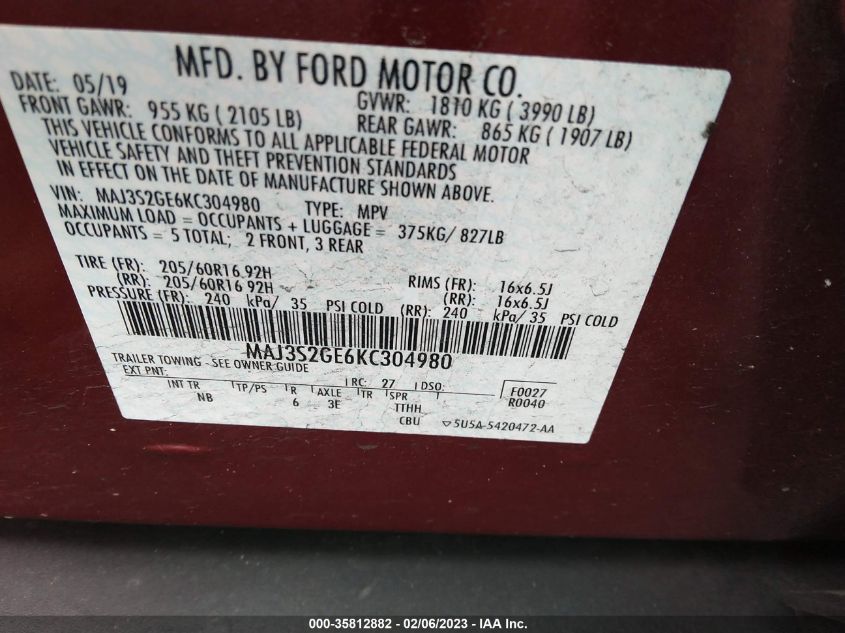 MFD. BY FORD MOTOR CO.
DATE: 05/19 GVWR: 1810 KG ( 3990 LB)
FRONT GAWR: 955 KG ( 2105 LB) REAR GAWR: 865 KG ( 1907 LB)
THIS VEHICLE CONFORMS TO ALL APPLICABLE FEDERAL MOTOR
VEHICLE SAFETY AND THEFT PREVENTION STANDARDS
IN EFFECT ON THE DATE OF MANUFACTURE SHOWN ABOVE.
VIN: MAJ3S2GE6KC304980 TYPE: MPV
MAXIMUM LOAD = OCCUPANTS + LUGGAGE = 375KG/ 827LB
OCCUPANTS = 5 TOTAL; 2 FRONT, 3 REAR
TIRE (FR): 205/60R16 92H RIMS (FR): 16x6.5J
(RR): 205/60R16 92H (RR): 16x6.5J
PRESSURE (FR): 240 kPa/ 35 PSI COLD (RR): 240 kPa/ 35 PSI COLD
MAJ3S2GE6KC304980
TRAILER TOWING - SEE OWNER GUIDE
EXT PNT: RC: 27 DSO: F0027
INT TR TP/PS R AXLE TR SPR R0040
NB 6 3E TTHH
CBU 5U5A-5420472-AA
000-35812882 - 02/06/2023 - © IAA Inc.